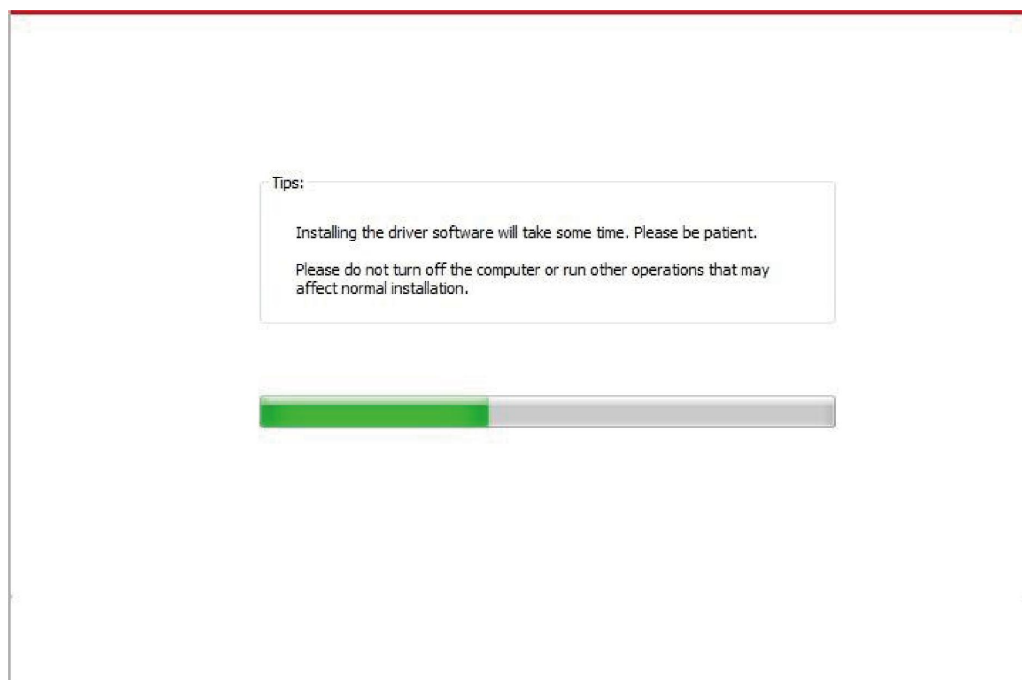 Tips:
Installing the driver software will take some time. Please be patient.
Please do not turn off the computer or run other operations that may
affect normal installation.